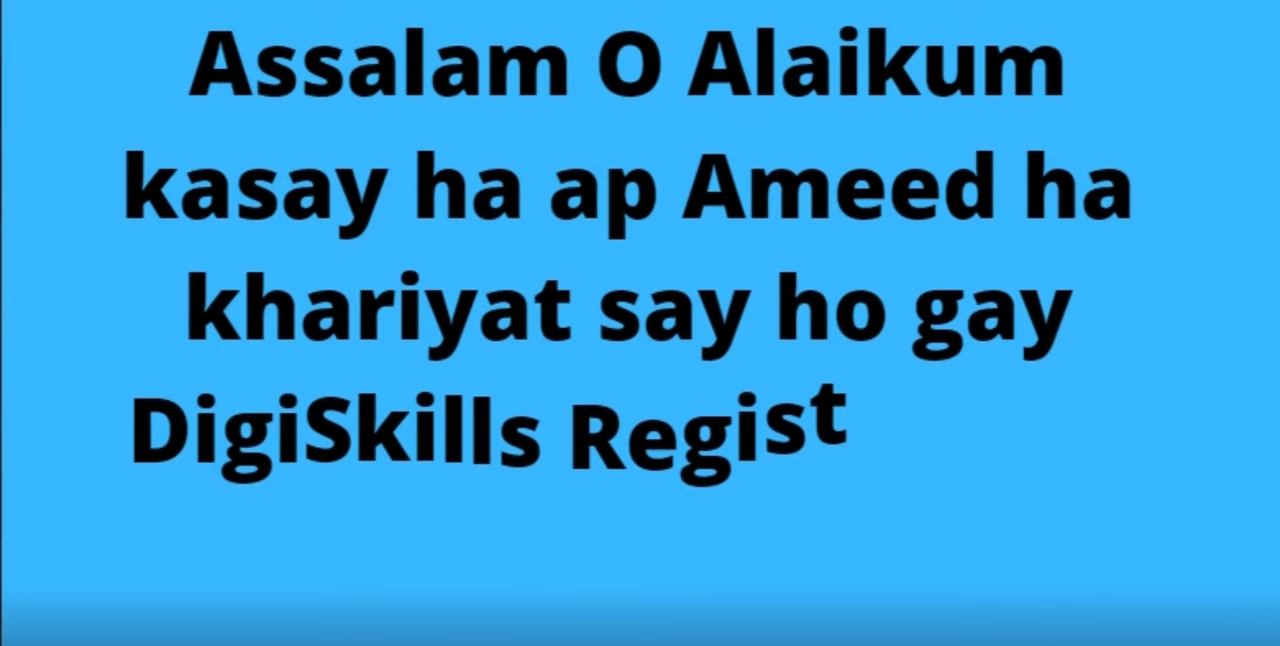 Assalam O Alaikum
kasay ha ap Ameed ha
khariyat say ho gay
DigiSkills Regist